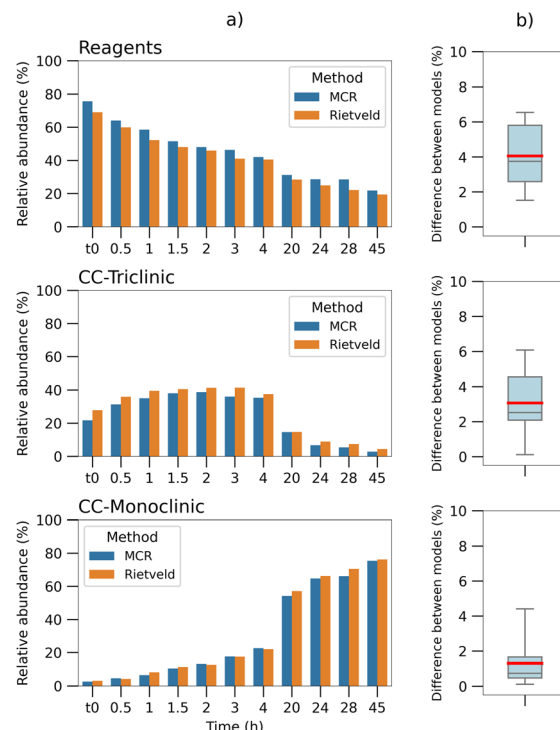 a)
b)
Reagents
Relative abundance (%)
100
80
60
40
20
0
Method
MCR
Rietveld
t0 0.5 1 1.5 2 3 4 20 24 28 45
Difference between models (%)
10
8
6
4
2
0
CC-Triclinic
Relative abundance (%)
100
80
60
40
20
0
Method
MCR
Rietveld
t0 0.5 1 1.5 2 3 4 20 24 28 45
Difference between models (%)
10
8
6
4
2
0
CC-Monoclinic
Relative abundance (%)
100
80
60
40
20
0
Method
MCR
Rietveld
t0 0.5 1 1.5 2 3 4 20 24 28 45
Time (h)
Difference between models (%)
10
8
6
4
2
0